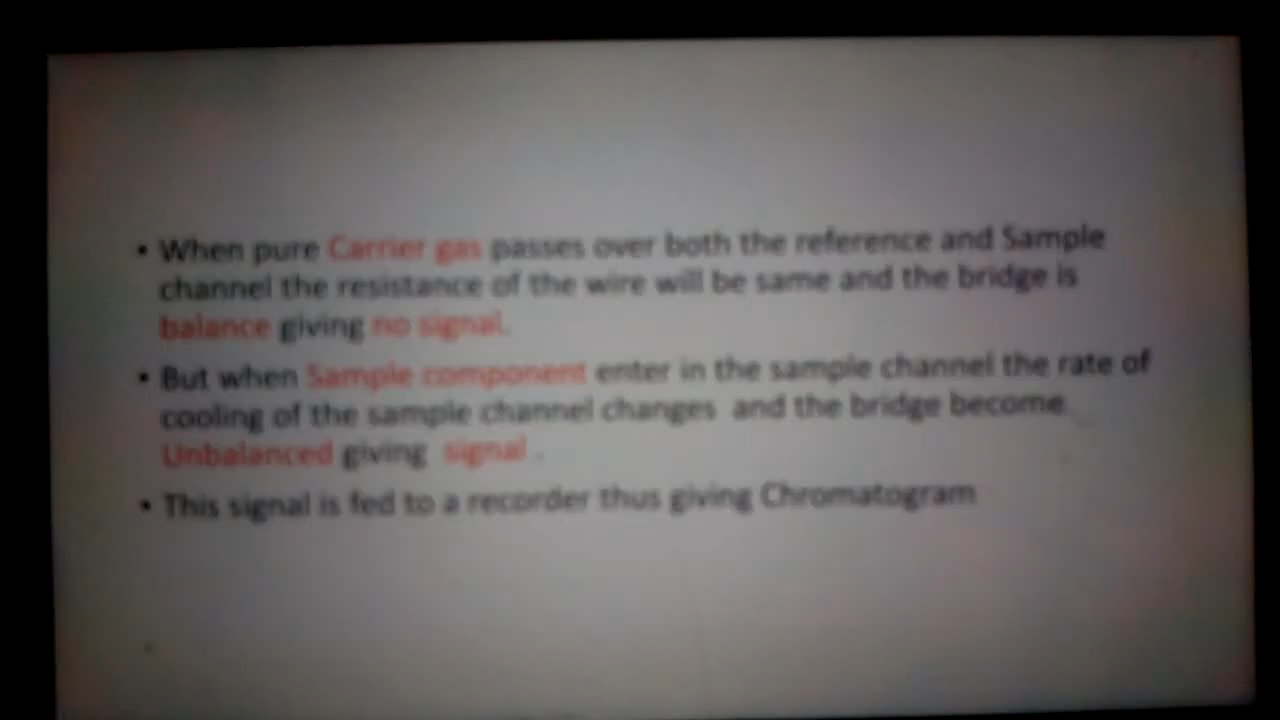 • When pure Carrier gas passes over both the reference and Sample
channel the resistance of the wire will be same and the bridge is
balance giving no signal.
• But when Sample component enter in the sample channel the rate of
cooling of the sample channel changes and the bridge become
Unbalanced giving signal .
• This signal is fed to a recorder thus giving Chromatogram